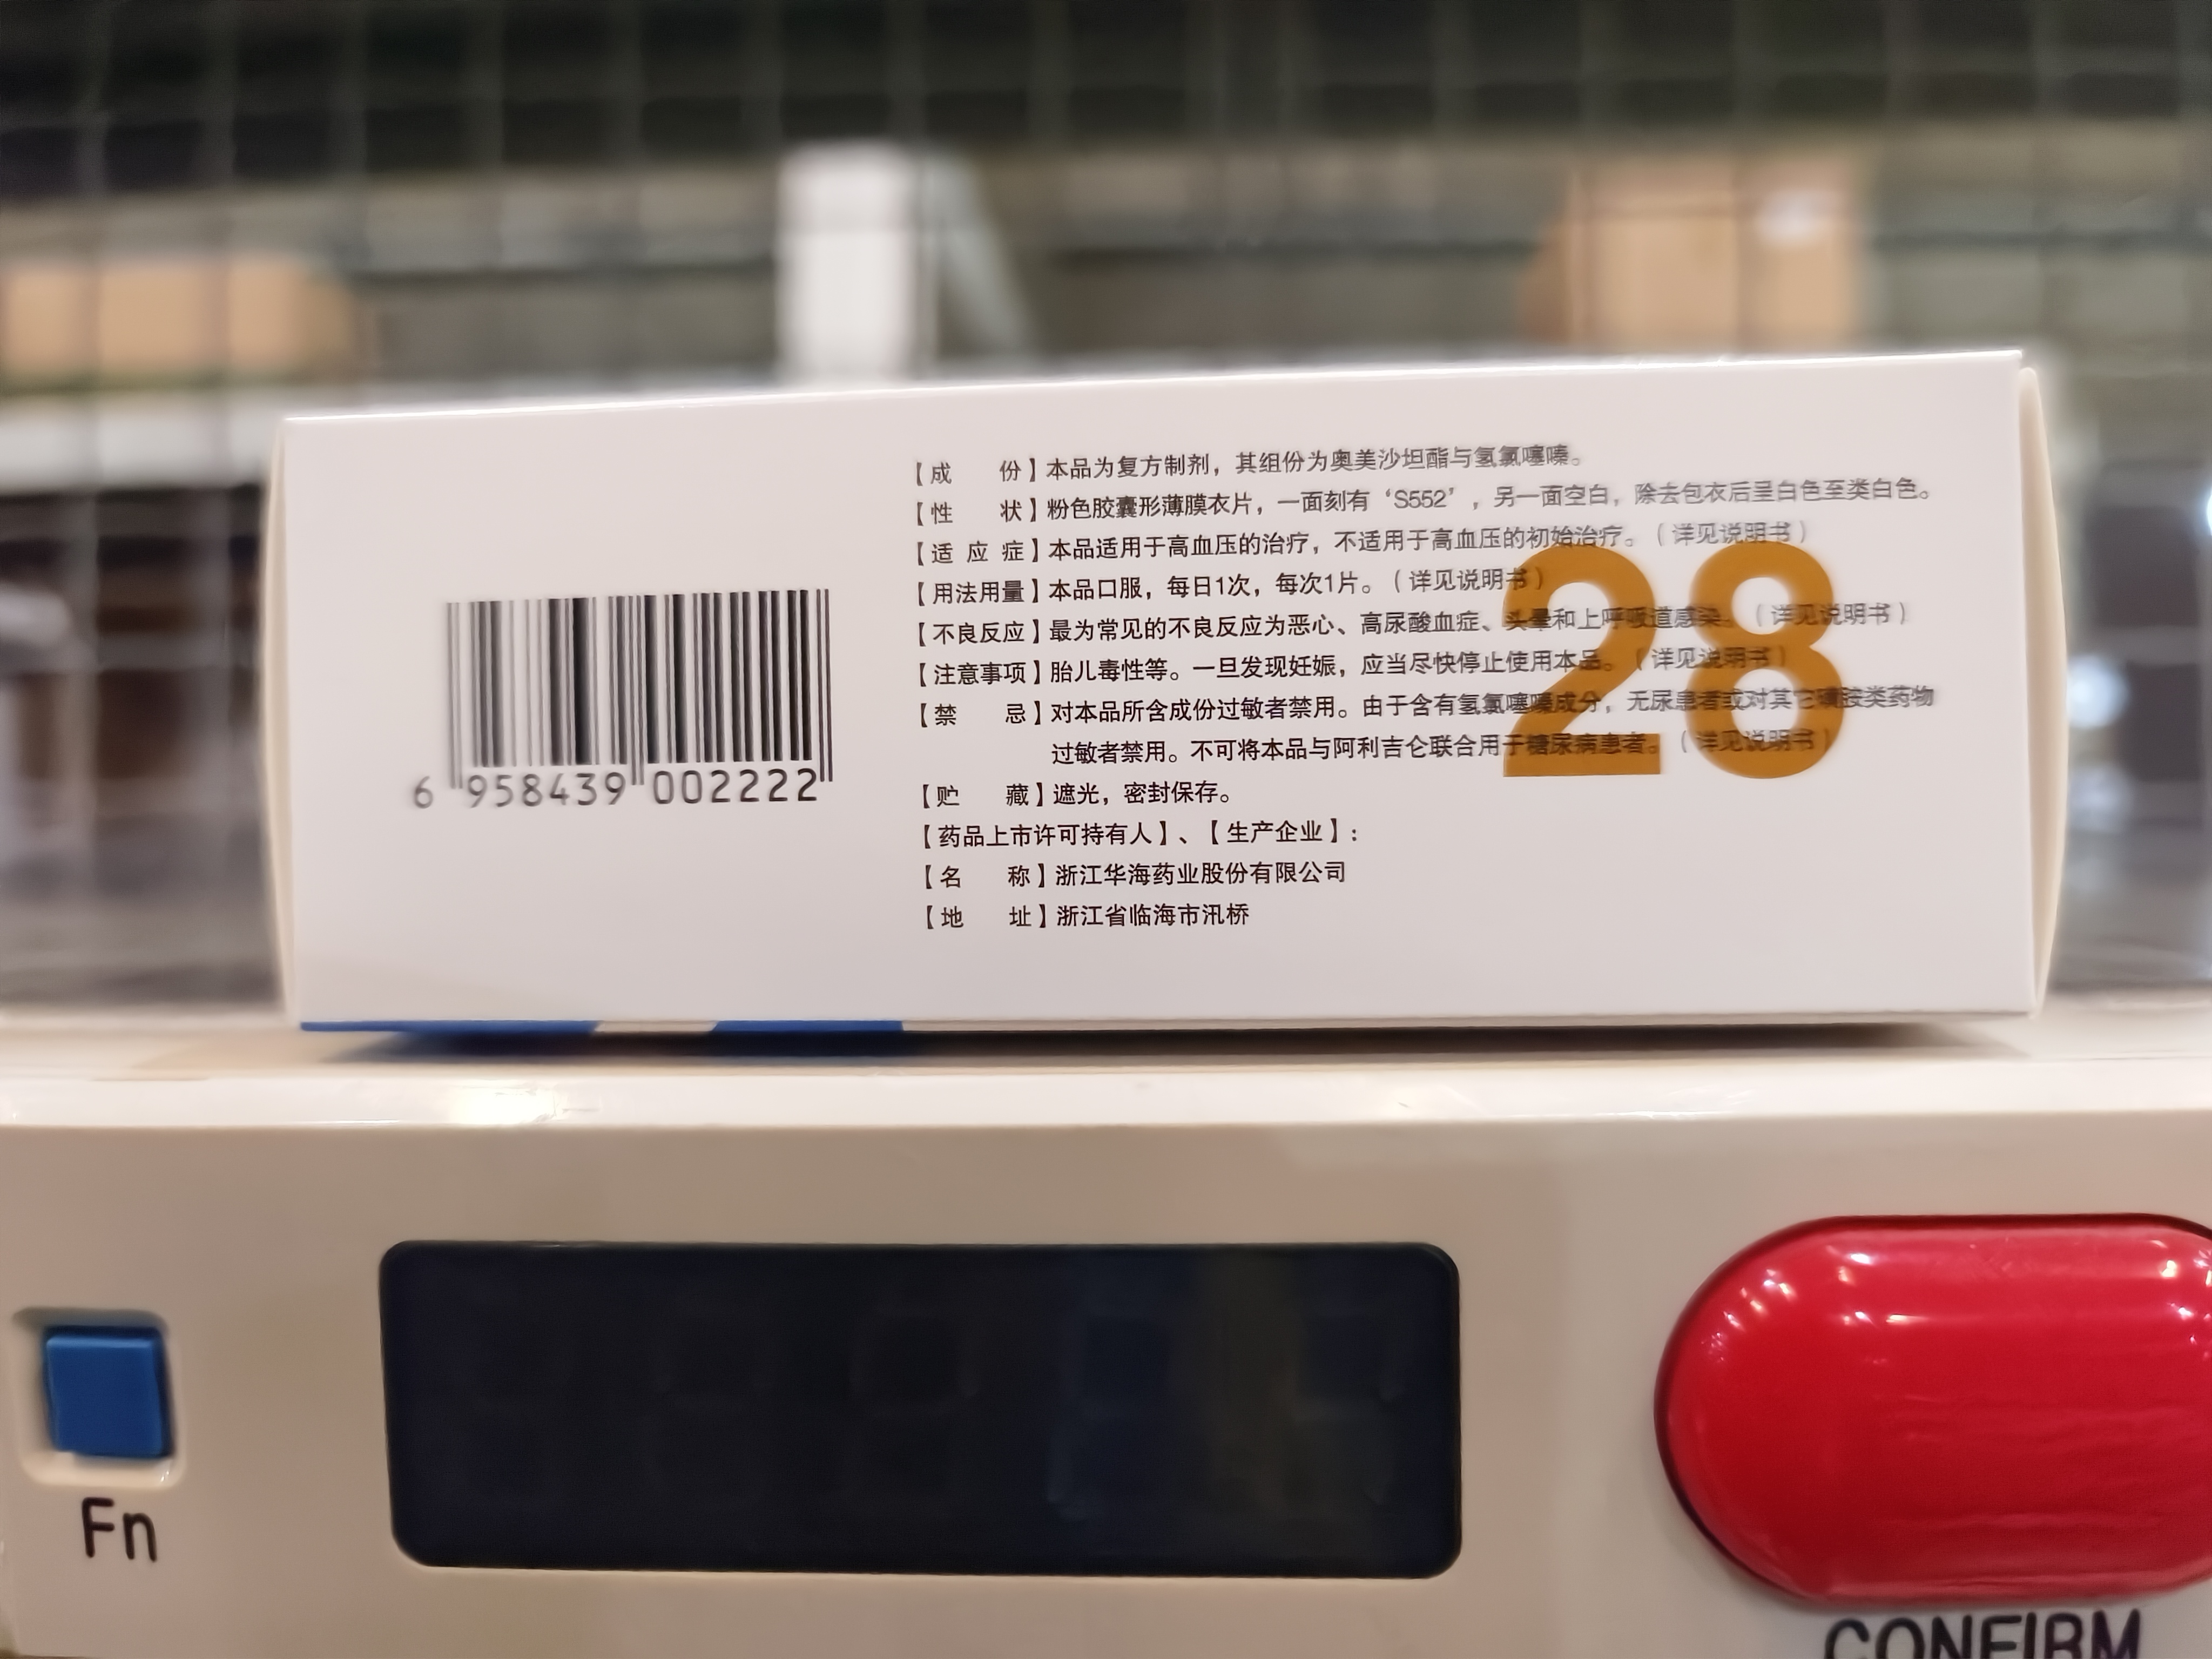 【成份】本品为复方制剂，其组份为奥美沙坦酯与氢氯噻嗪。
【性状】粉色胶囊形薄膜衣片，一面刻有‘S552’，另一面空白，除去包衣后呈白色至类白色。
【适应症】本品适用于高血压的治疗，不适用于高血压的初始治疗。（详见说明书）
【用法用量】本品口服，每日1次，每次1片。（详见说明书）
【不良反应】最为常见的不良反应为恶心、高尿酸血症、头晕和上呼吸道感染。（详见说明书）
【注意事项】胎儿毒性等。一旦发现妊娠，应当尽快停止使用本品。（详见说明书）
【禁忌】对本品所含成份过敏者禁用。由于含有氢氯噻嗪成分，无尿患者或对其它磺胺类药物
过敏者禁用。不可将本品与阿利吉仑联合用于糖尿病患者。（详见说明书）
【贮藏】遮光，密封保存。
【药品上市许可持有人】、【生产企业】：
【名称】浙江华海药业股份有限公司
【地址】浙江省临海市汛桥
28
6 958439 002222
Fn
CONFIRM